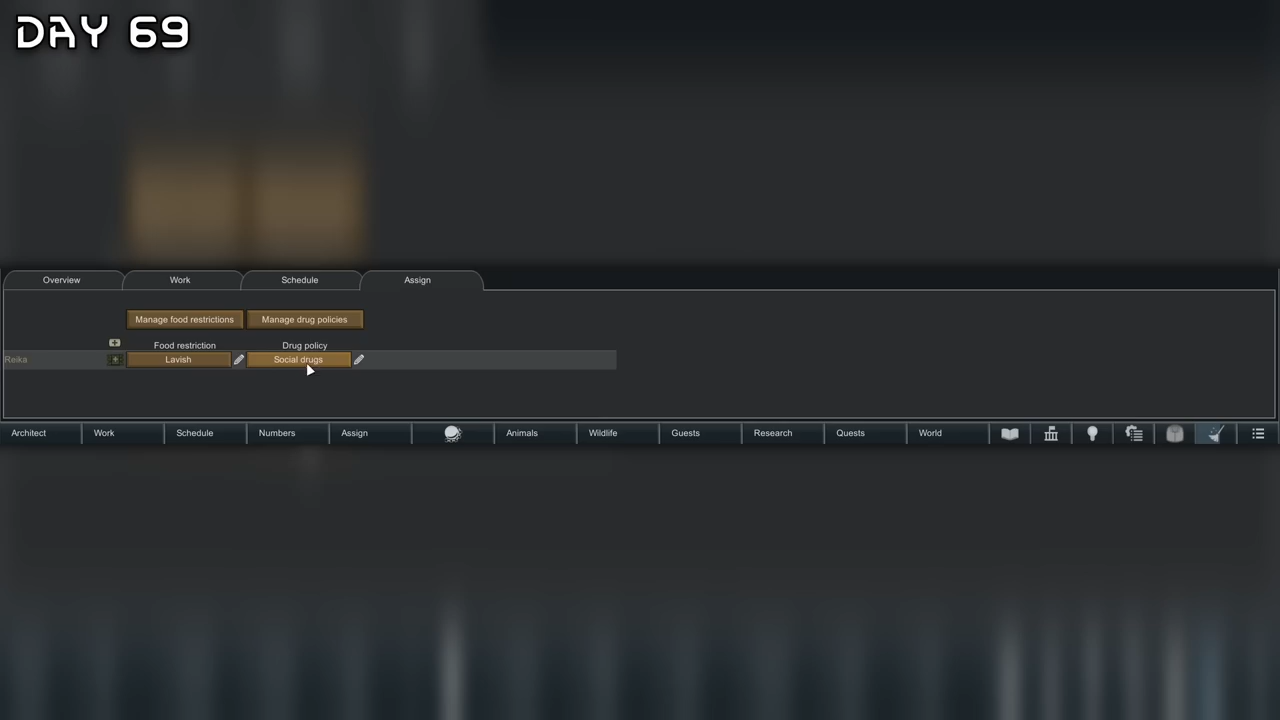 DAY 69
Overview Work Schedule Assign
Manage food restrictions Manage drug policies
Food restriction Drug policy
Reika Lavish Social drugs
Architect Work Schedule Numbers Assign Animals Wildlife Guests Research Quests World